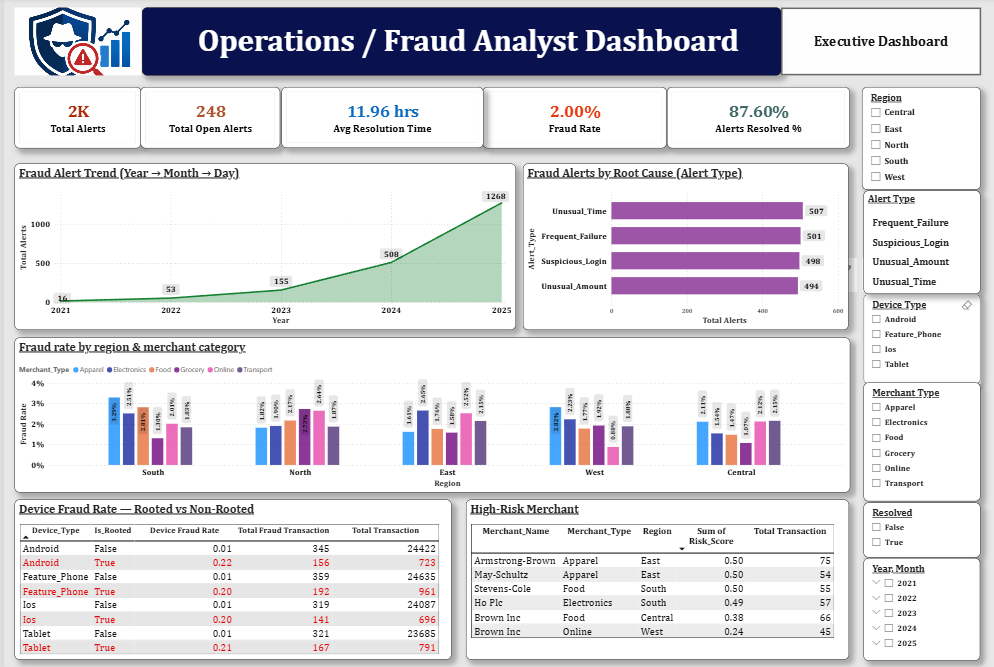 Operations / Fraud Analyst Dashboard
Executive Dashboard
2K
Total Alerts
248
Total Open Alerts
11.96 hrs
Avg Resolution Time
2.00%
Fraud Rate
87.60%
Alerts Resolved %
Region
Central
East
North
South
West
Alert Type
Frequent_Failure
Suspicious_Login
Unusual_Amount
Unusual_Time
Device Type
Android
Feature_Phone
Ios
Tablet
Merchant Type
Apparel
Electronics
Food
Grocery
Online
Transport
Resolved
False
True
Year, Month
2021
2022
2023
2024
2025
Fraud Alert Trend (Year → Month → Day)
Total Alerts
1000
500
0
16
53
155
508
1268
2021 2022 2023 2024 2025
Year
Fraud Alerts by Root Cause (Alert Type)
Alert_Type
Unusual_Time 507
Frequent_Failure 501
Suspicious_Login 498
Unusual_Amount 494
0 200 400 600
Total Alerts
Fraud rate by region & merchant category
Merchant_Type Apparel Electronics Food Grocery Online Transport
Fraud Rate
4%
3%
2%
1%
0%
3.29% 2.51% 2.81% 1.30% 2.01% 1.83%
1.82% 1.90% 2.17% 2.73% 2.64% 1.87%
1.61% 2.65% 1.76% 1.58% 2.52% 2.15%
2.82% 2.23% 1.77% 1.92% 0.88% 1.88%
2.11% 1.54% 1.47% 1.07% 2.12% 2.15%
South North East West Central
Region
Device Fraud Rate — Rooted vs Non-Rooted
Device_Type Is_Rooted Device Fraud Rate Total Fraud Transaction Total Transaction
Android False 0.01 345 24422
Android True 0.22 156 723
Feature_Phone False 0.01 359 24635
Feature_Phone True 0.20 192 961
Ios False 0.01 319 24087
Ios True 0.20 141 696
Tablet False 0.01 321 23685
Tablet True 0.21 167 791
High-Risk Merchant
Merchant_Name Merchant_Type Region Sum of Risk_Score Total Transaction
Armstrong-Brown Apparel East 0.50 75
May-Schultz Apparel East 0.50 54
Stevens-Cole Food South 0.50 55
Ho Plc Electronics South 0.49 57
Brown Inc Food Central 0.38 66
Brown Inc Online West 0.24 45